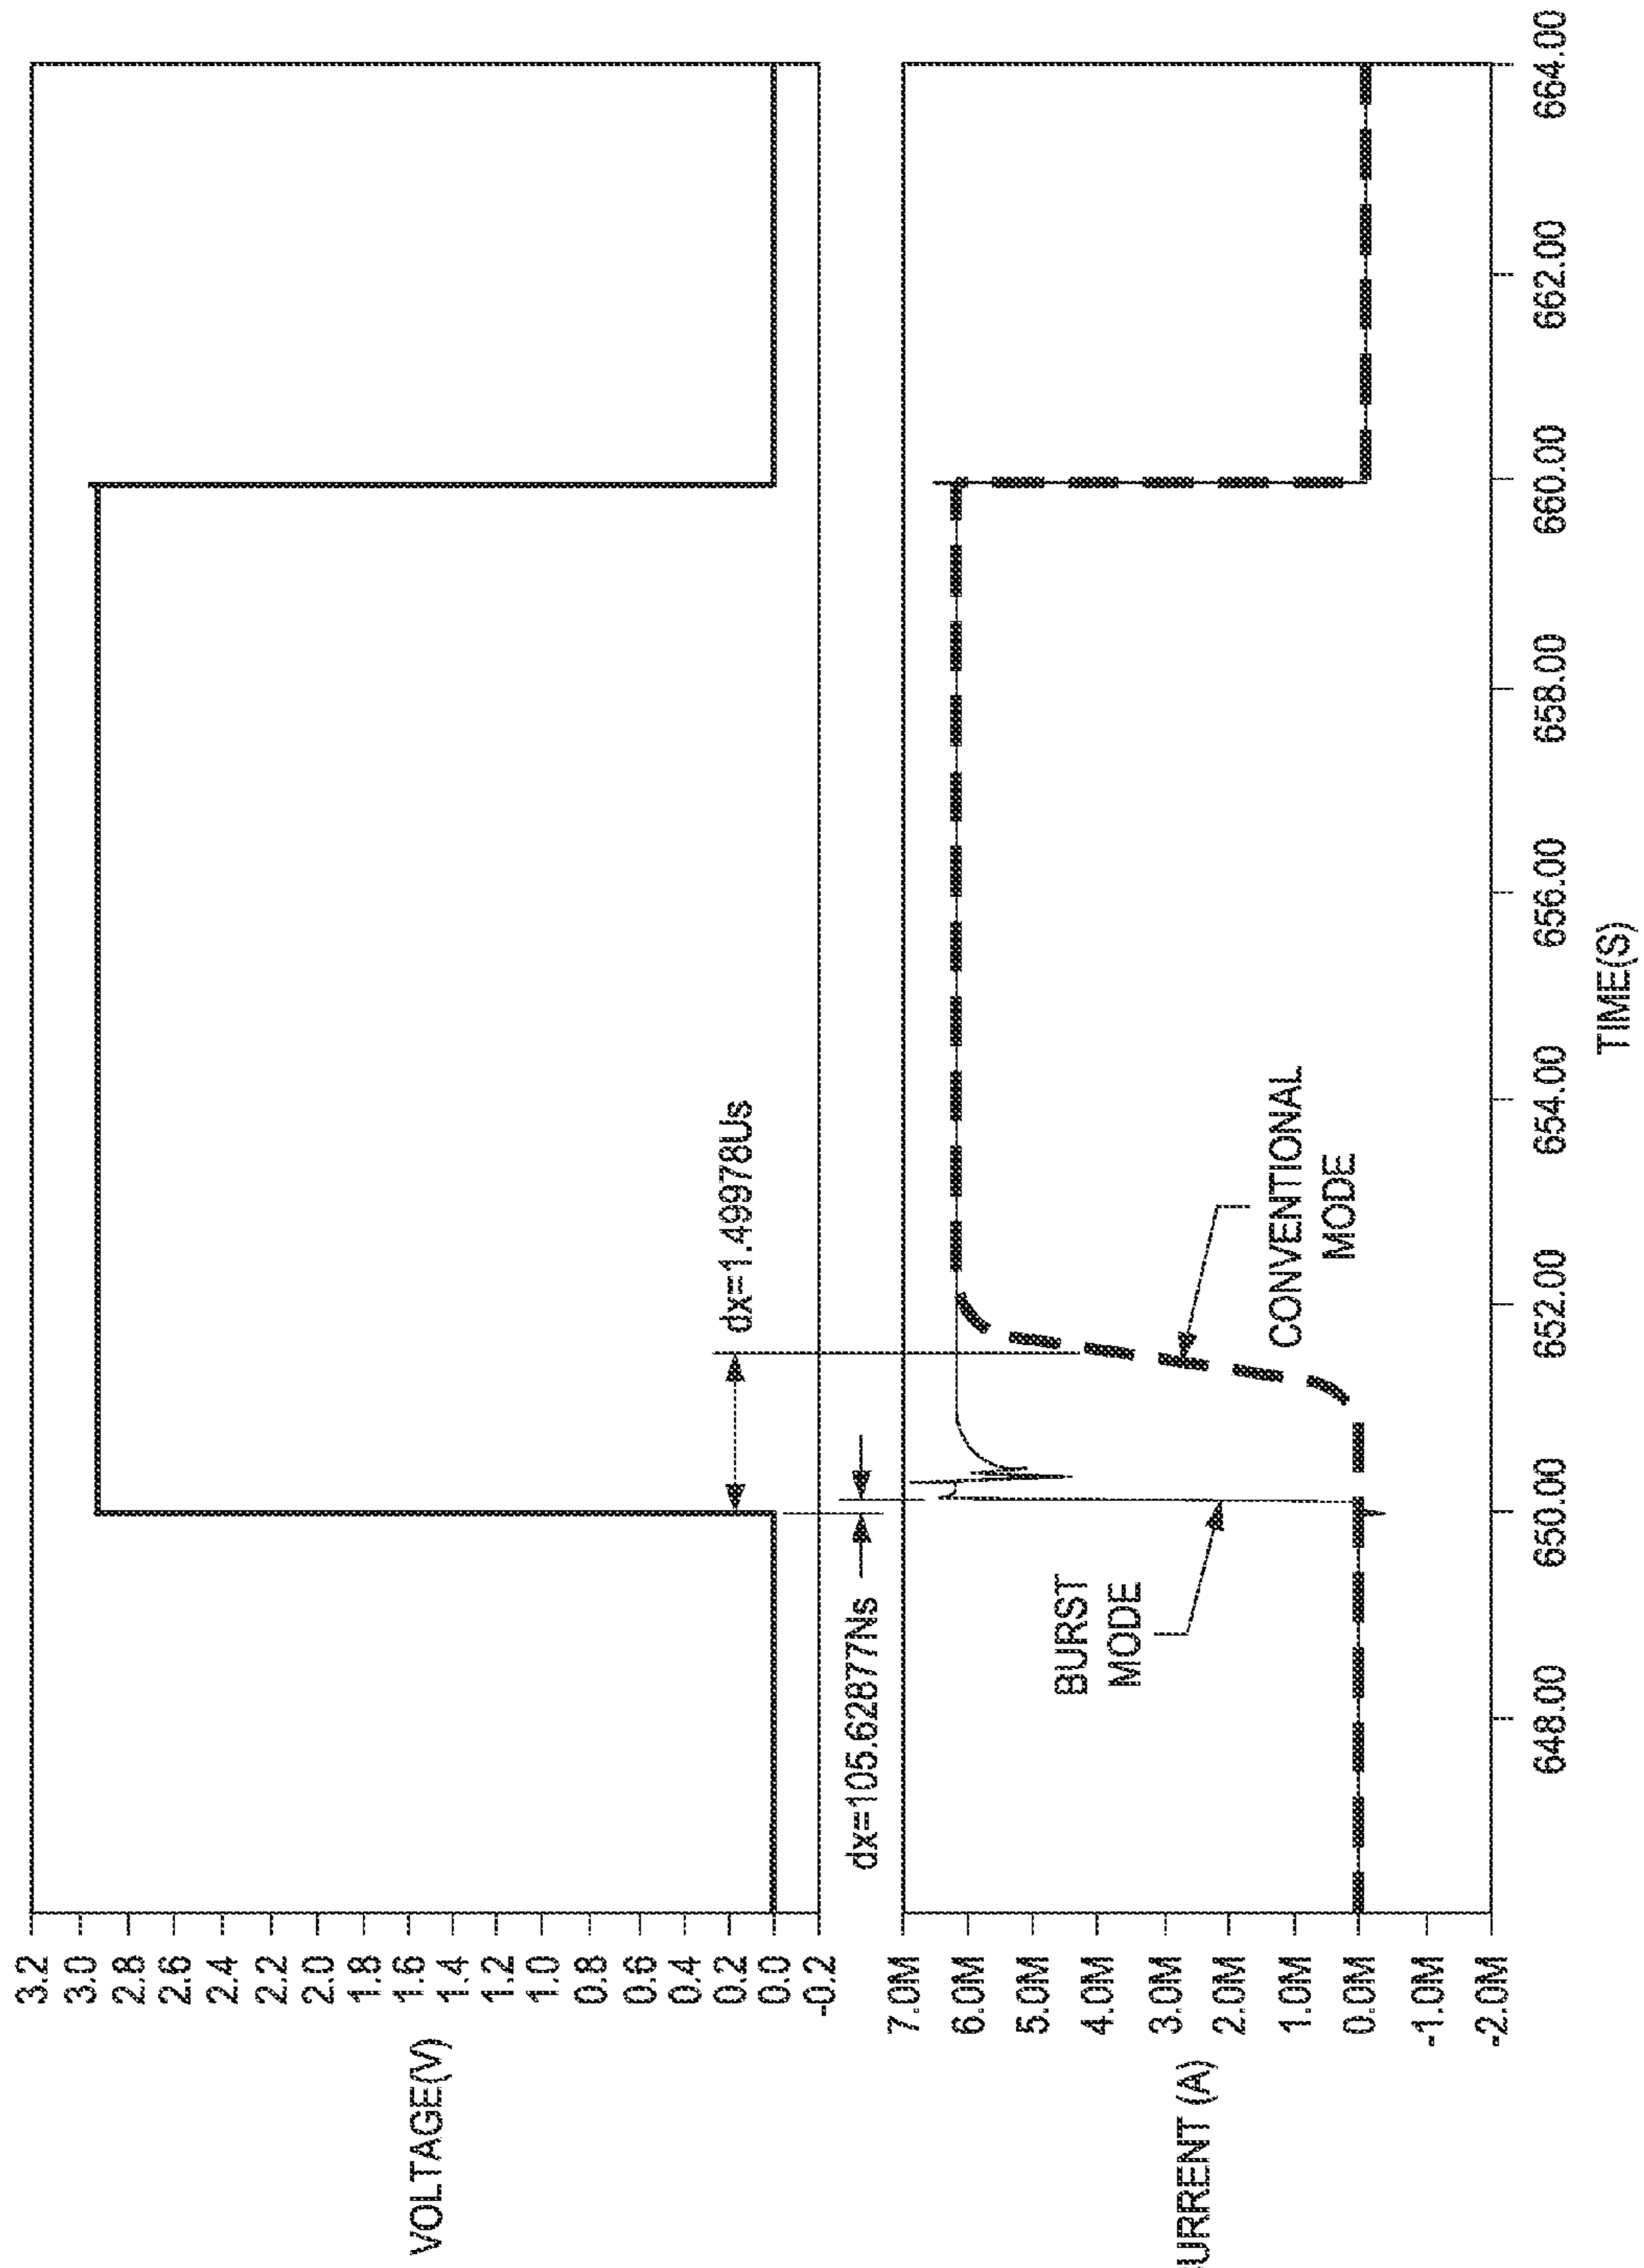 VOLTAGE(V)
3.2
3.0
2.8
2.6
2.4
2.2
2.0
1.8
1.6
1.4
1.2
1.0
0.8
0.6
0.4
0.2
0.0
-0.2
dx=1.4978Us
dx=105.62877Ns
URRENT (A)
7.0M
6.0M
5.0M
4.0M
3.0M
2.0M
1.0M
0.0M
-1.0M
-2.0M
BURST
MODE
CONVENTIONAL
MODE
648.00
650.00
652.00
654.00
656.00
658.00
660.00
662.00
664.00
TIME(S)